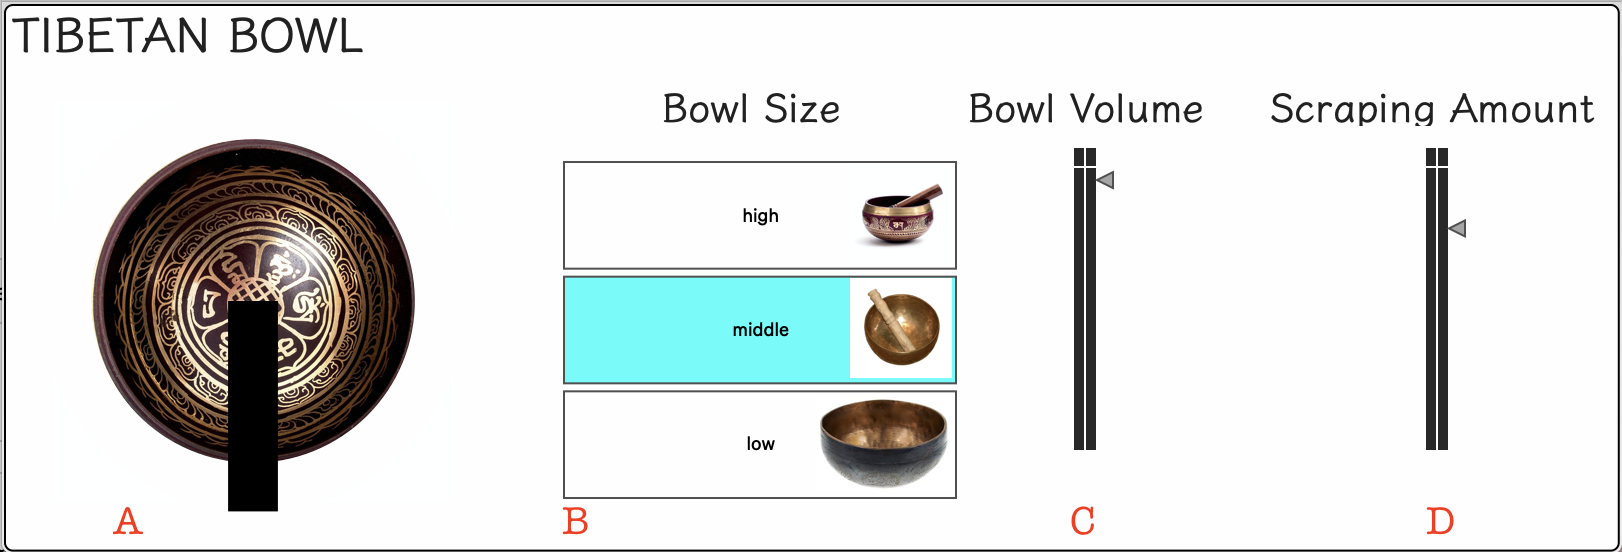 TIBETAN BOWL
Bowl Size
Bowl Volume
Scraping Amount
high
middle
low
A
B
C
D